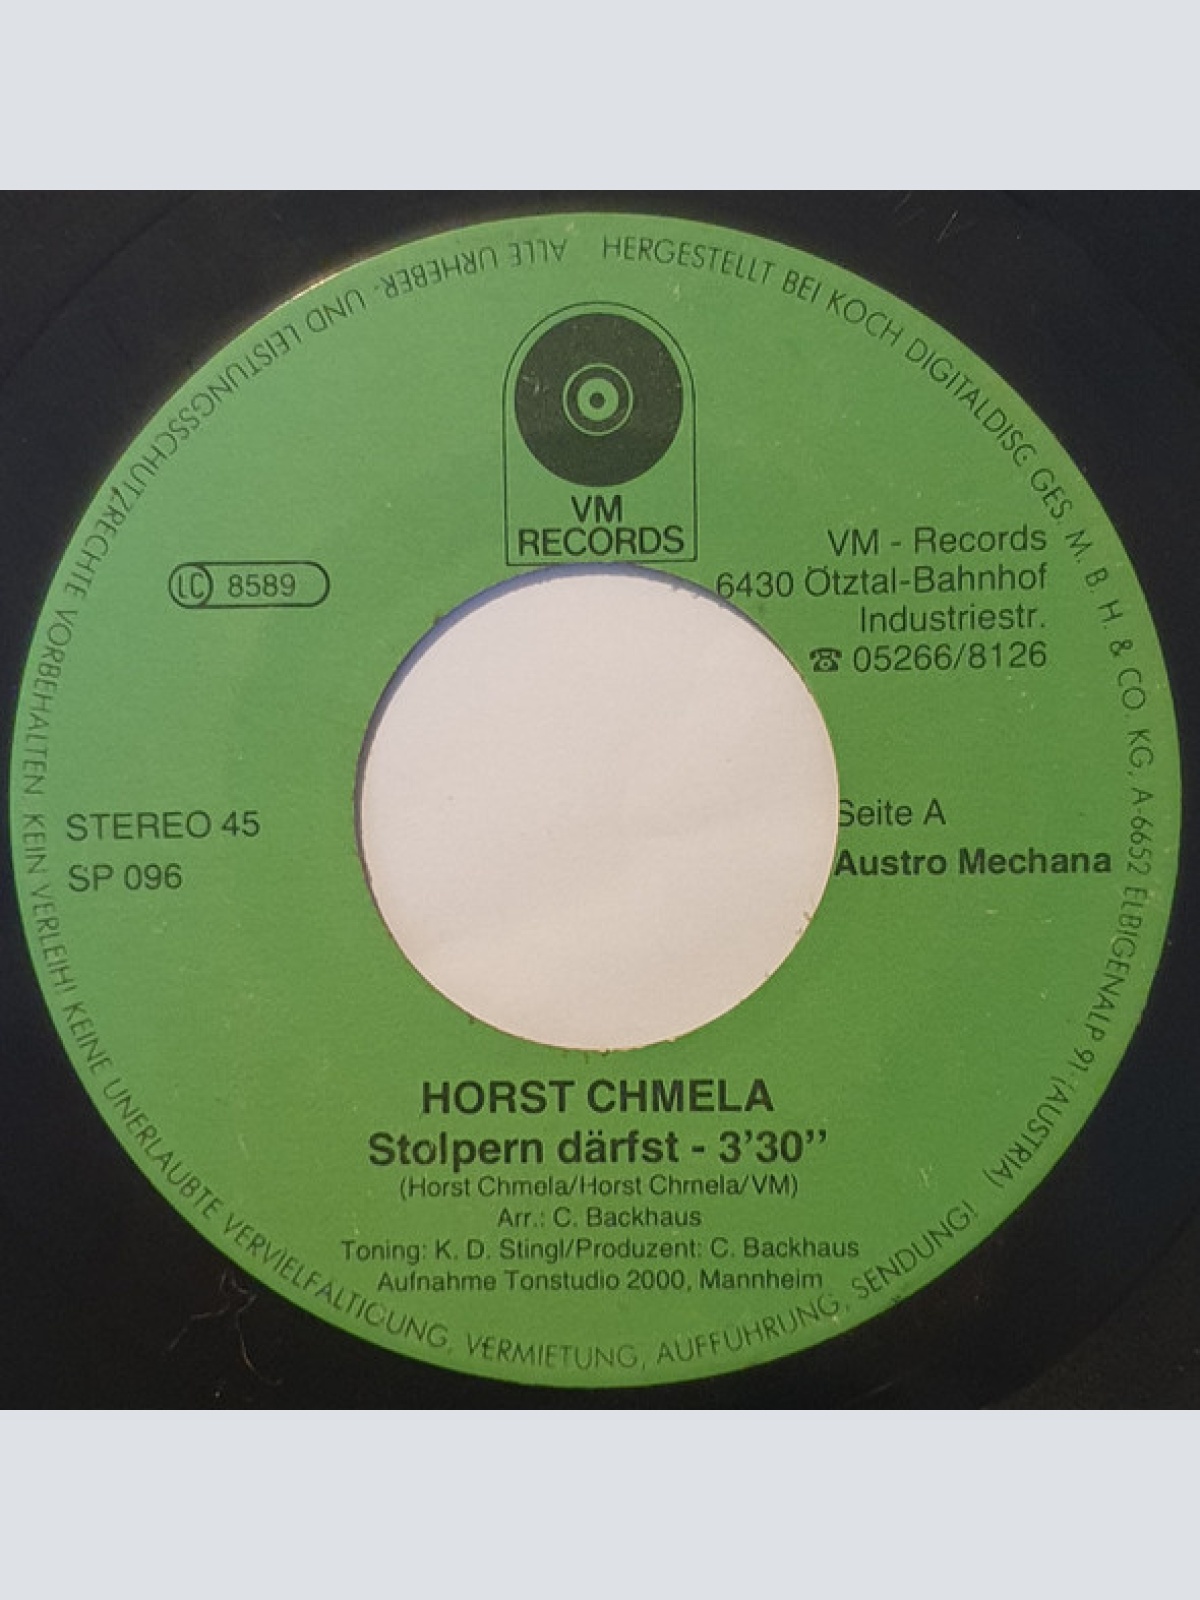 ALLE URHEBER- UND LEISTUNGSSCHUTZRECHTE VORBEHALTEN. KEIN VERLEIH! KEINE UNERLAUBTE VERVIELFALTIGUNG, VERMIETUNG, AUFFUHRUNG, SENDUNG!
HERGESTELLT BEI KOCH DIGITALDISC GES. M. B. H. & CO. KG, A-6652 ELBIGENALP 91 (AUSTRIA)
VM
RECORDS
LC 8589
VM - Records
6430 Ötztal-Bahnhof
Industriestr.
☎ 05266/8126
STEREO 45
SP 096
Seite A
Austro Mechana
HORST CHMELA
Stolpern därfst - 3'30''
(Horst Chmela/Horst Chmela/VM)
Arr.: C. Backhaus
Toning: K. D. Stingl/Produzent: C. Backhaus
Aufnahme Tonstudio 2000, Mannheim